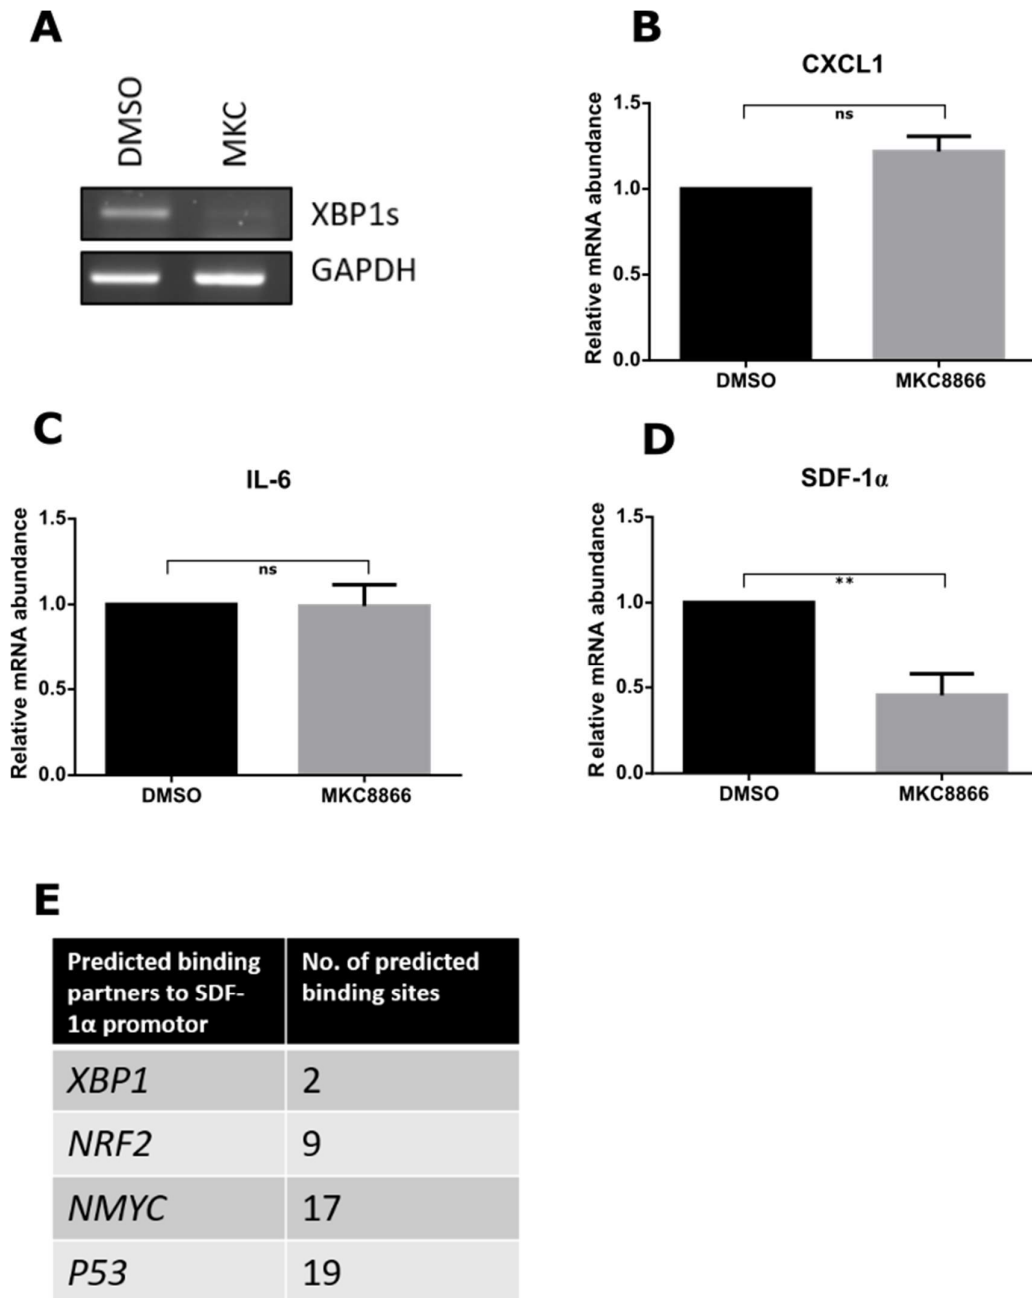 A
DMSO
MKC
XBP1s
GAPDH
B
CXCL1
Relative mRNA abundance
1.5
1.0
0.5
0.0
ns
DMSO
MKC8866
C
IL-6
Relative mRNA abundance
1.5
1.0
0.5
0.0
ns
DMSO
MKC8866
D
SDF-1α
Relative mRNA abundance
1.5
1.0
0.5
0.0
**
DMSO
MKC8866
E
Predicted binding
partners to SDF-
1α promotor
No. of predicted
binding sites
XBP1
2
NRF2
9
NMYC
17
P53
19